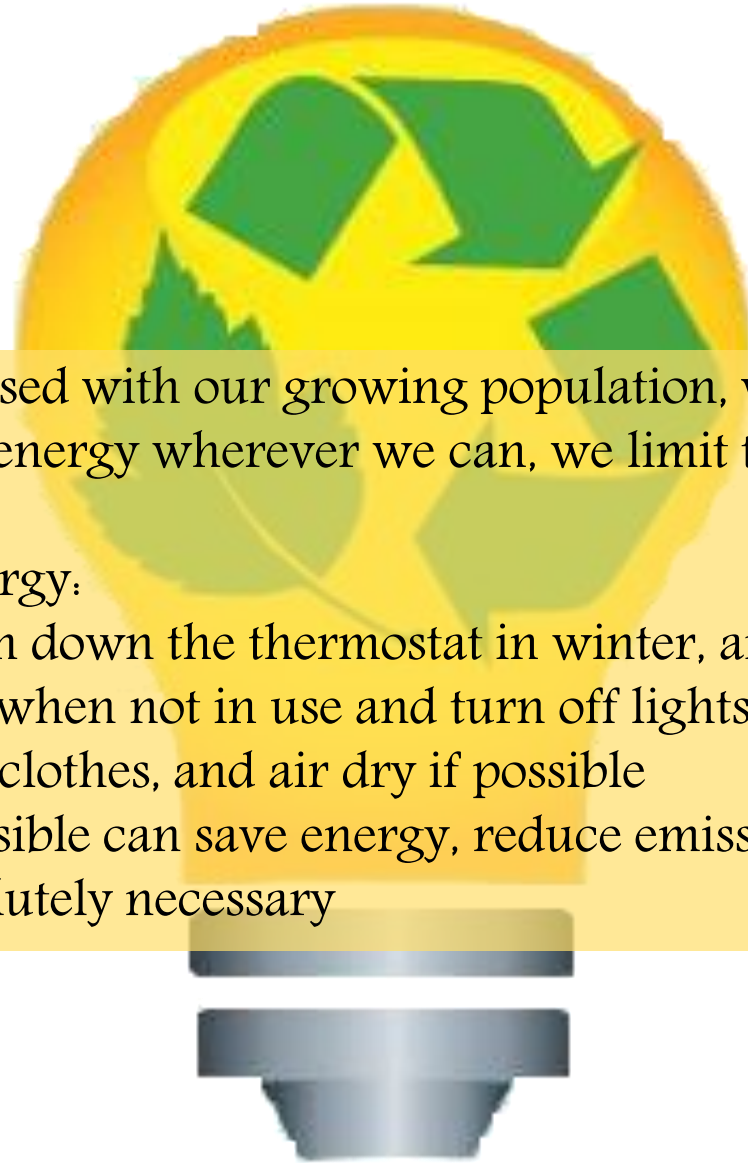 sed with our growing population,
energy wherever we can, we limit t
rgy:
n down the thermostat in winter, a
when not in use and turn off lights
clothes, and air dry if possible
sible can save energy, reduce emiss
lutely necessary